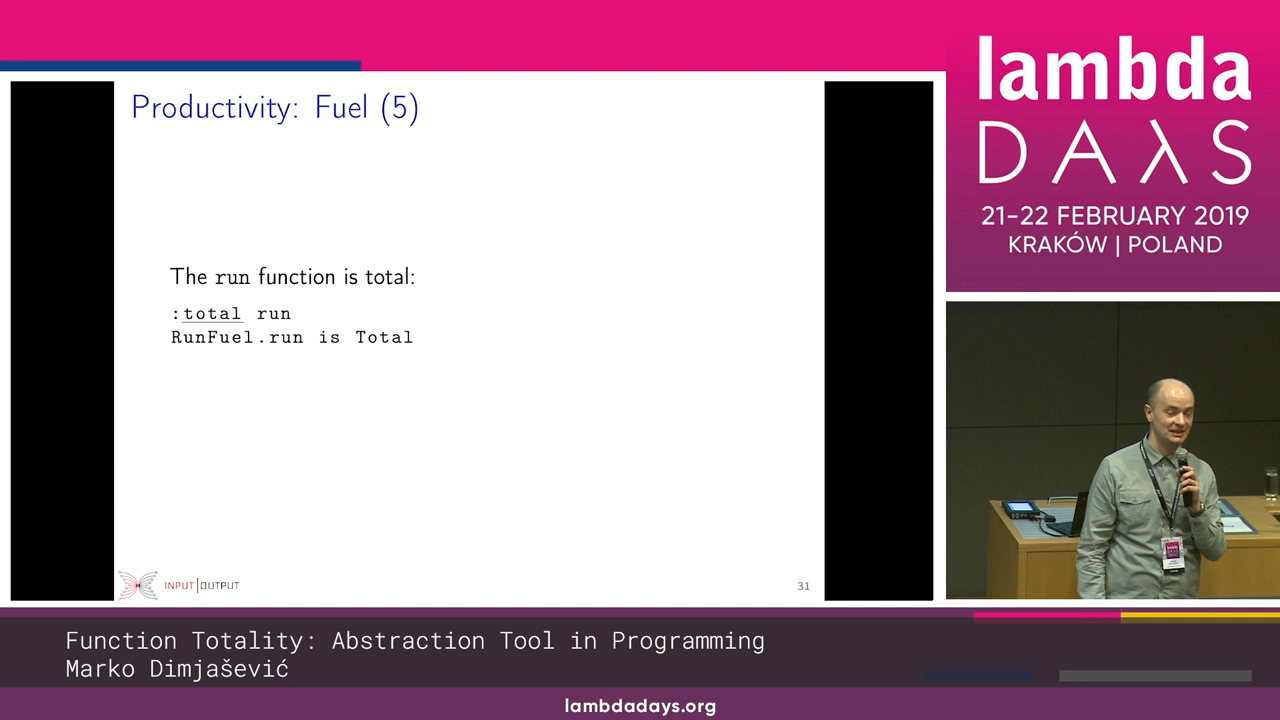 Productivity: Fuel (5)
The run function is total:
:total run
RunFuel.run is Total
INPUT|OUTPUT
31
lambda
DAλS
21-22 FEBRUARY 2019
KRAKÓW | POLAND
Function Totality: Abstraction Tool in Programming
Marko Dimjašević
lambdadays.org
lambda